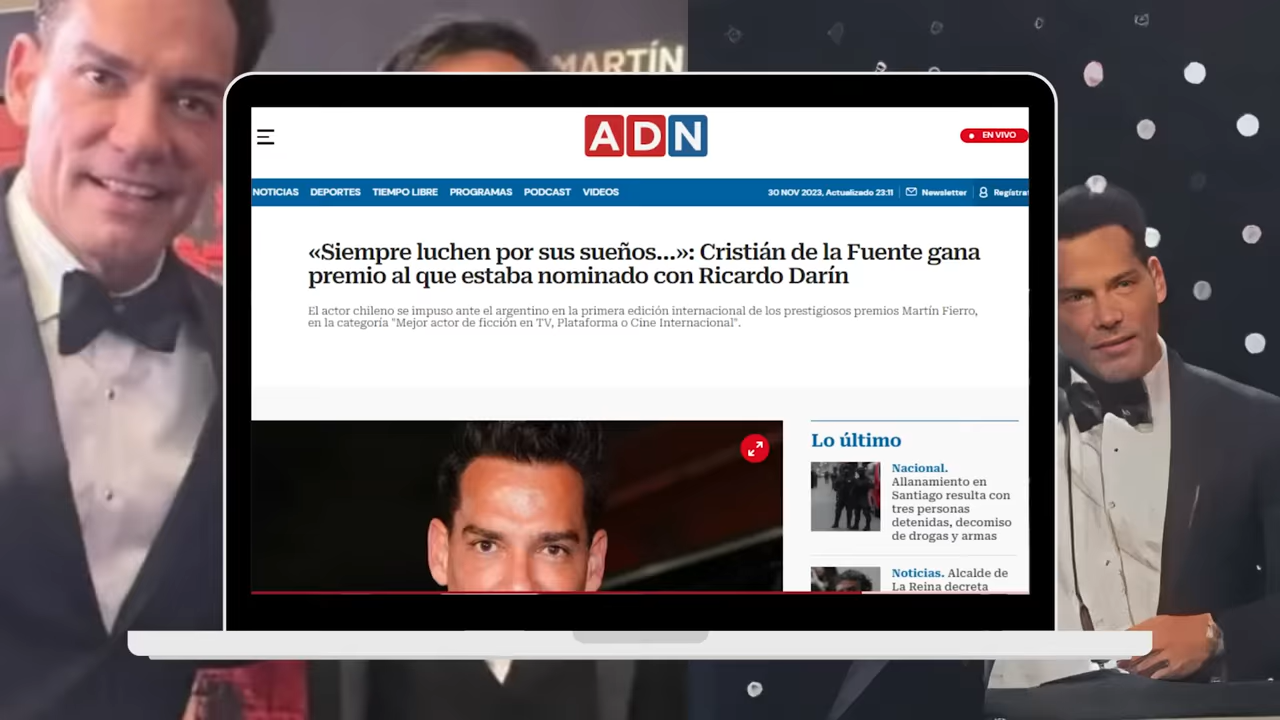 MARTÍN
ADN
EN VIVO
NOTICIAS DEPORTES TIEMPO LIBRE PROGRAMAS PODCAST VIDEOS 30 NOV 2023, Actualizado 23:11 Newsletter
«Siempre luchen por sus sueños...»: Cristián de la Fuente gana
premio al que estaba nominado con Ricardo Darín
El actor chileno se impuso ante el argentino en la primera edición internacional de los prestigiosos premios Martín Fierro,
en la categoría "Mejor actor de ficción en TV, Plataforma o Cine Internacional".
Lo último
Nacional.
Allanamiento en
Santiago resulta con
tres personas
detenidas, decomiso
de drogas y armas
Noticias. Alcalde de
La Reina decreta